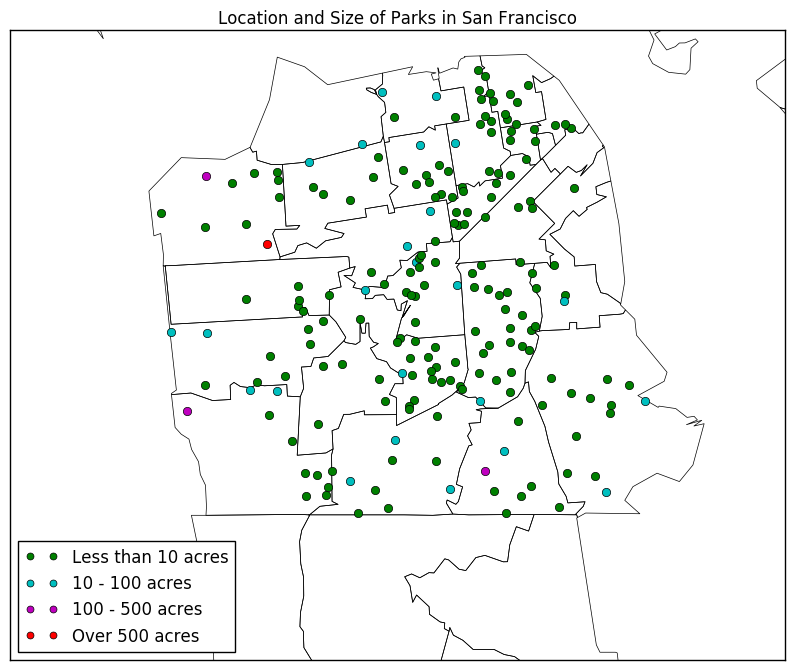 Location and Size of Parks in San Francisco
Less than 10 acres
10 - 100 acres
100 - 500 acres
Over 500 acres